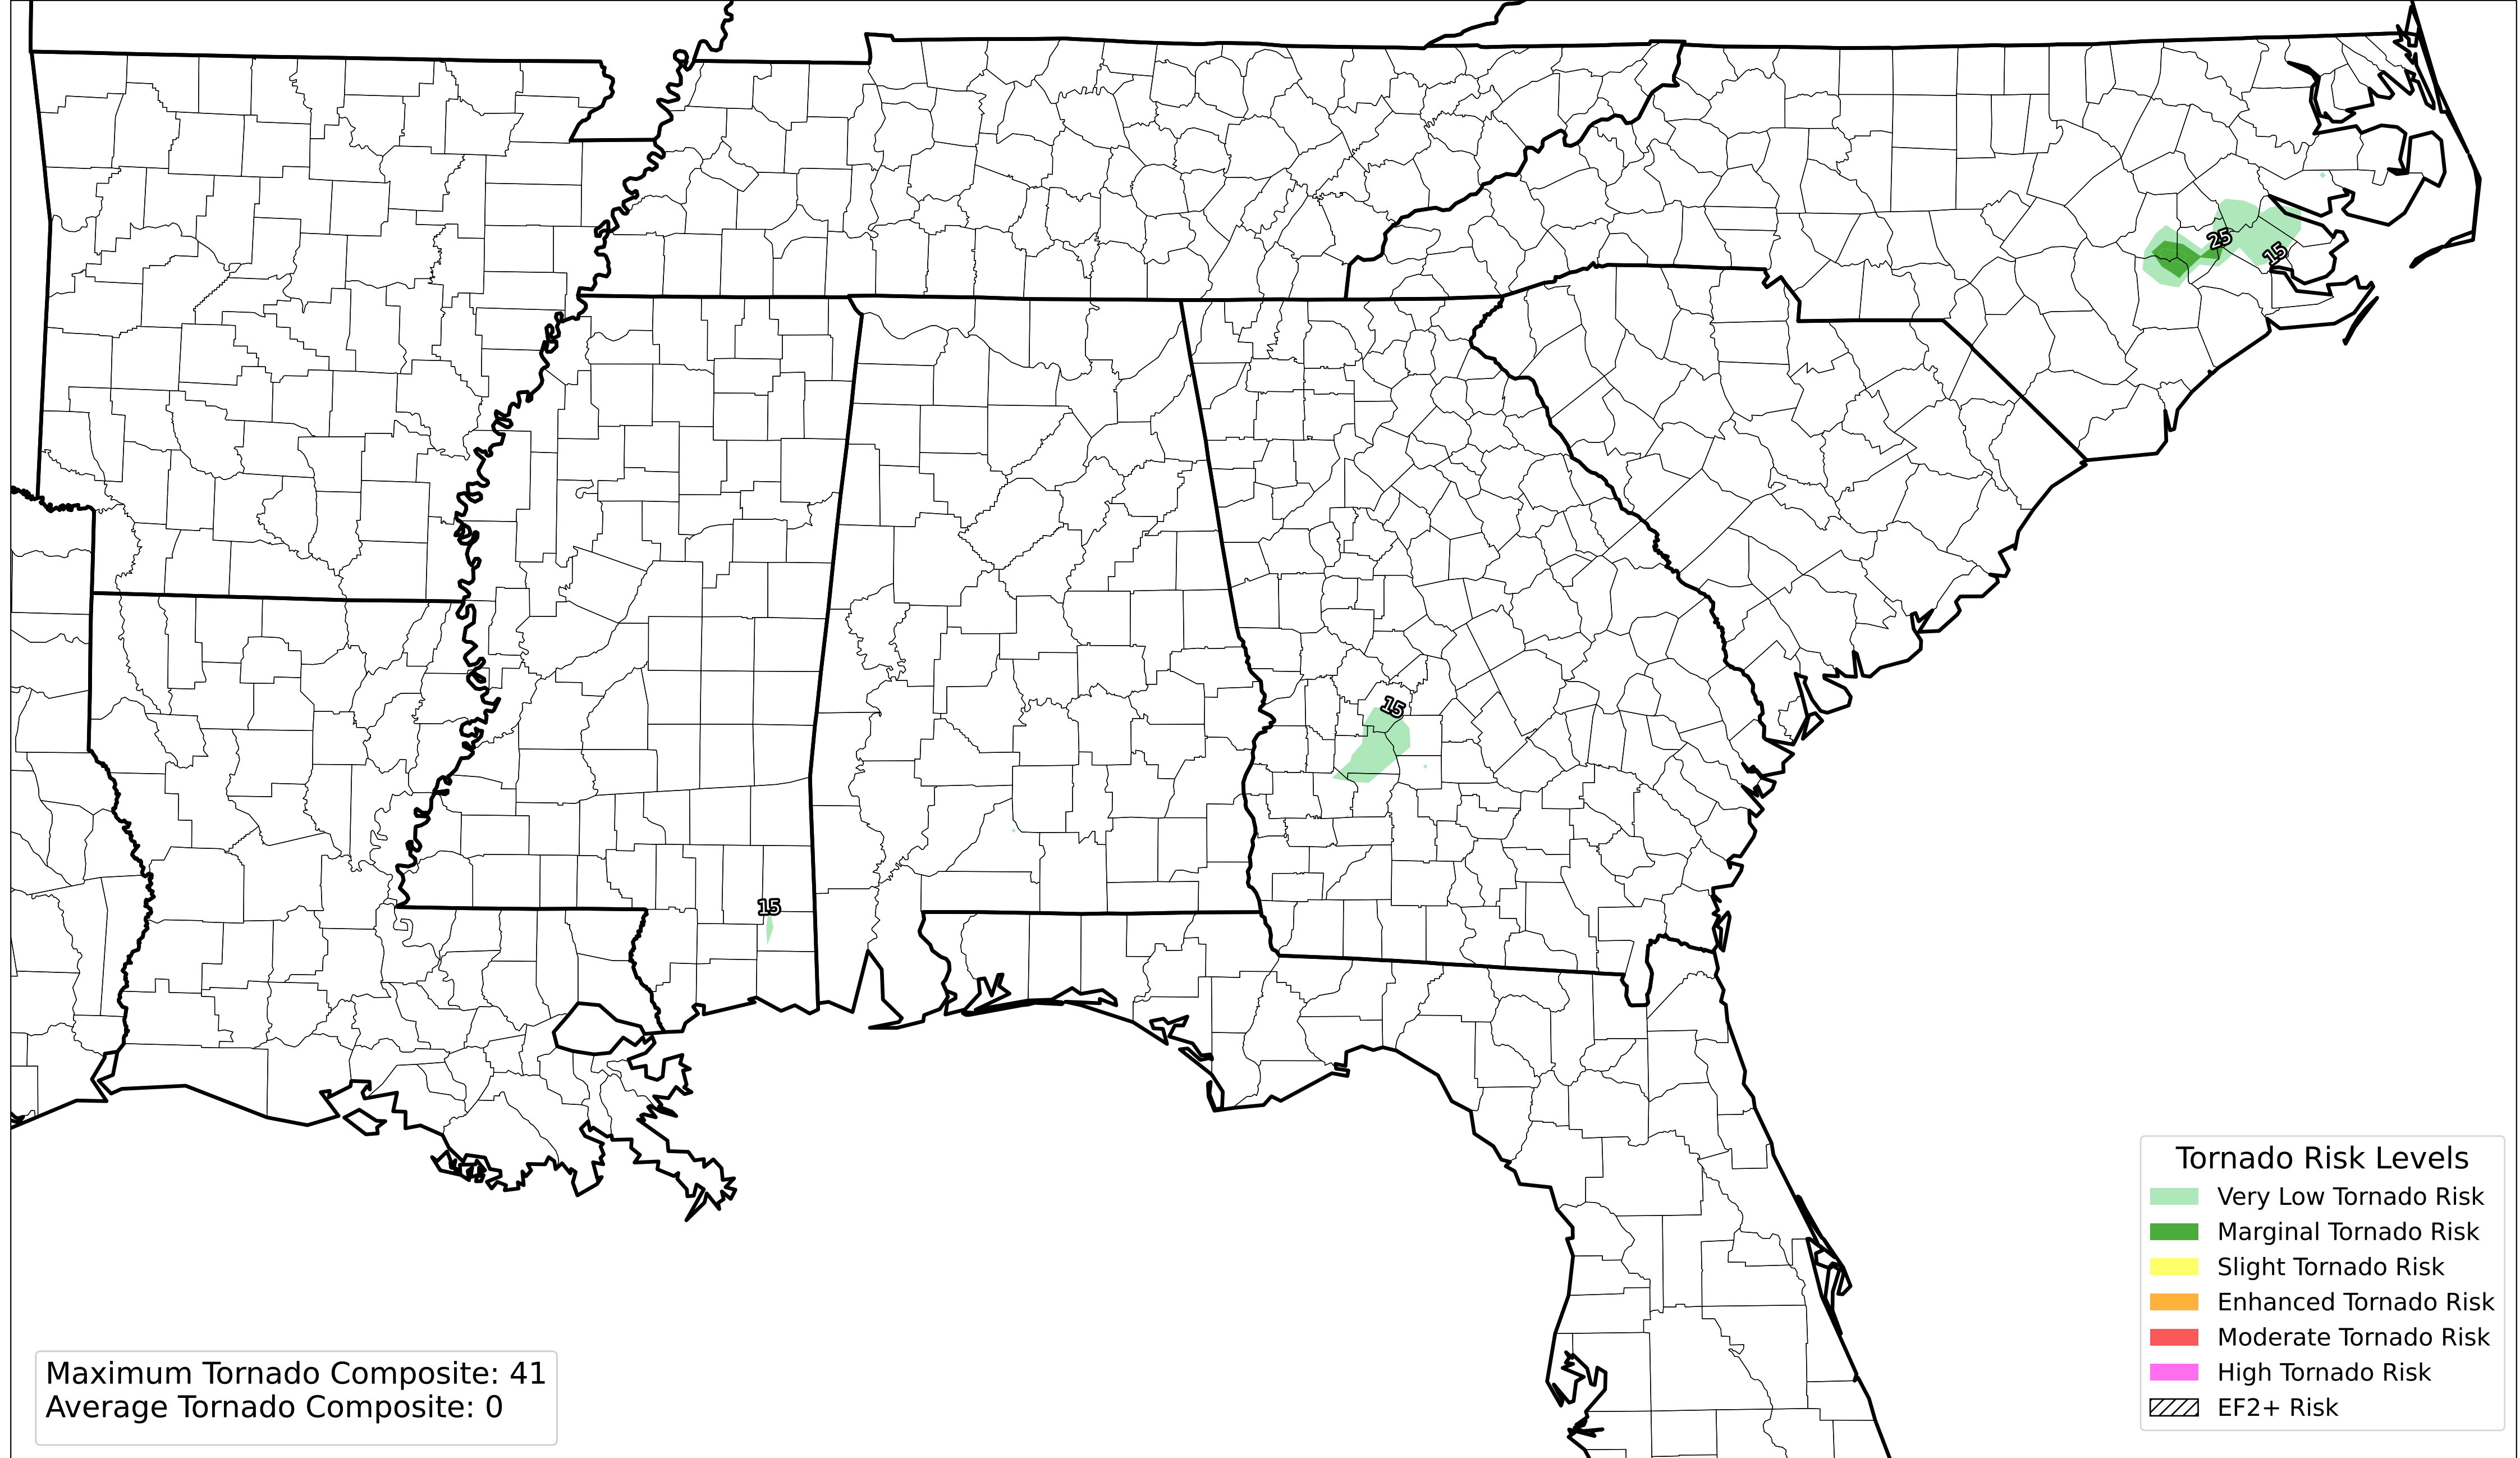 25
15
15
15
Tornado Risk Levels
Very Low Tornado Risk
Marginal Tornado Risk
Slight Tornado Risk
Enhanced Tornado Risk
Moderate Tornado Risk
High Tornado Risk
EF2+ Risk
Maximum Tornado Composite: 41
Average Tornado Composite: 0